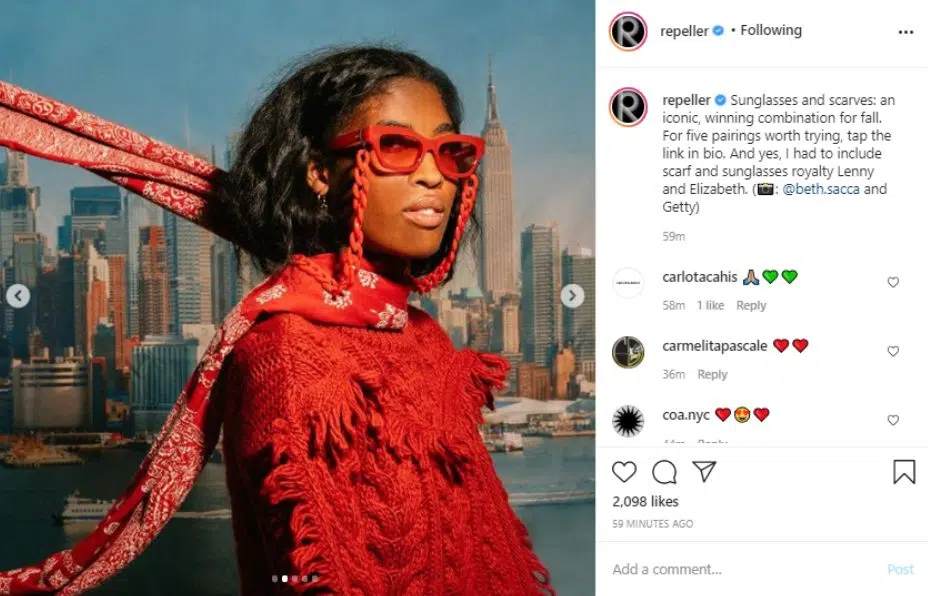 repeller • Following
repeller Sunglasses and scarves: an
iconic, winning combination for fall.
For five pairings worth trying, tap the
link in bio. And yes, I had to include
scarf and sunglasses royalty Lenny
and Elizabeth. (📷: @beth.sacca and
Getty)
59m
carlotacahis 🙏🏼💚💚
58m 1 like Reply
carmelitapascale ❤️❤️
36m Reply
coa.nyc ❤️😍❤️
2,098 likes
59 MINUTES AGO
Add a comment... Post